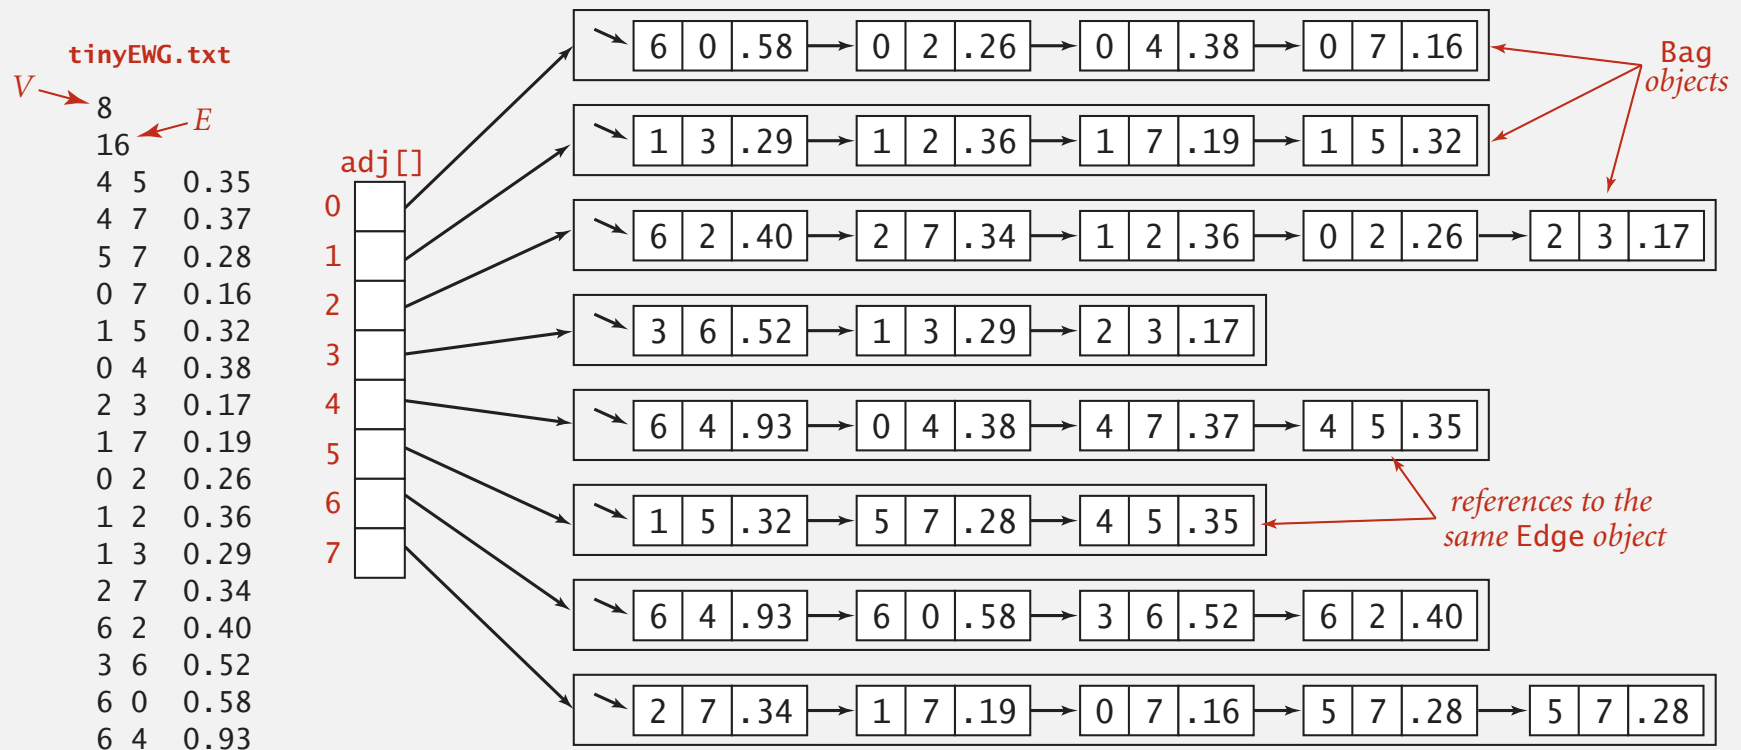 tinyEWG.txt
V
8
E
16
4 5 0.35
4 7 0.37
5 7 0.28
0 7 0.16
1 5 0.32
0 4 0.38
2 3 0.17
1 7 0.19
0 2 0.26
1 2 0.36
1 3 0.29
2 7 0.34
6 2 0.40
3 6 0.52
6 0 0.58
6 4 0.93
adj[]
0
1
2
3
4
5
6
7
6 0 .58 0 2 .26 0 4 .38 0 7 .16
1 3 .29 1 2 .36 1 7 .19 1 5 .32
6 2 .40 2 7 .34 1 2 .36 0 2 .26 2 3 .17
3 6 .52 1 3 .29 2 3 .17
6 4 .93 0 4 .38 4 7 .37 4 5 .35
1 5 .32 5 7 .28 4 5 .35
6 4 .93 6 0 .58 3 6 .52 6 2 .40
2 7 .34 1 7 .19 0 7 .16 5 7 .28 5 7 .28
Bag
objects
references to the
same Edge object